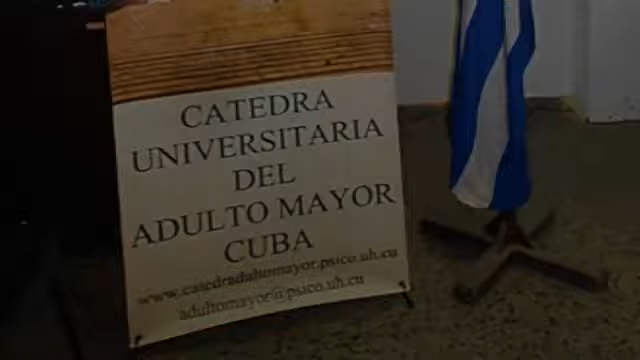 CATEDRA
UNIVERSITARIA
DEL
ADULTO MAYOR
CUBA
www.catedradultomayor.psico.uh.cu
adultomayor@psico.uh.cu